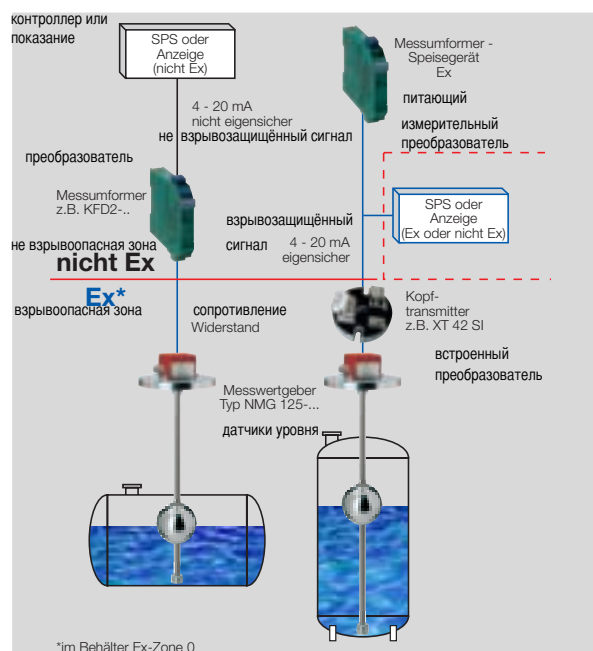 контроллер или
показание
SPS oder
Anzeige
(nicht Ex)
Messumformer -
Speisegerät
Ex
питающий
измерительный
преобразователь
4 - 20 mA
nicht eigensicher
не взрывозащищённый сигнал
преобразователь
Messumformer
z.B. KFD2-..
SPS oder
Anzeige
(Ex oder nicht Ex)
взрывозащищённый
сигнал
4 - 20 mA
eigensicher
не взрывоопасная зона
nicht Ex
Ex*
взрывоопасная зона
сопротивление
Widerstand
Kopf-
transmitter
z.B. XT 42 SI
встроенный
преобразователь
Messwertgeber
Typ NMG 125-...
датчики уровня
*im Behälter Ex-Zone 0